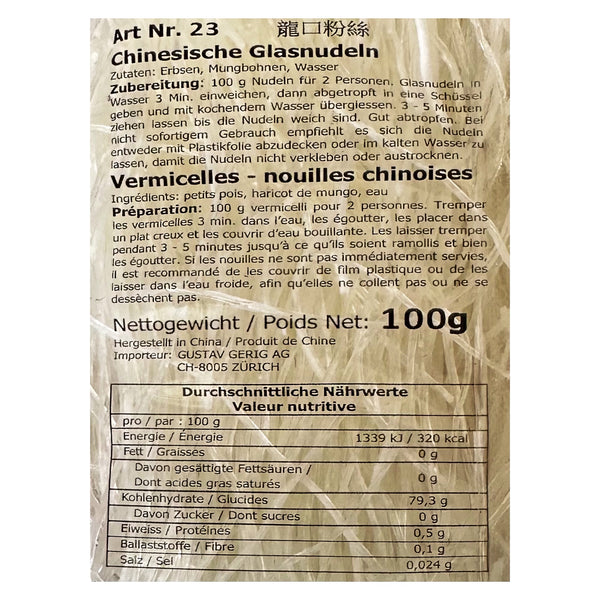 Art Nr. 23 龍口粉絲
Chinesische Glasnudeln
Zutaten: Erbsen, Mungbohnen, Wasser
Zubereitung: 100 g Nudeln für 2 Personen. Glasnudeln in
Wasser 3 Min. einweichen, dann abgetropft in eine Schüssel
geben und mit kochendem Wasser übergiessen. 3 - 5 Minuten
ziehen lassen bis die Nudeln weich sind. Gut abtropfen. Bei
nicht sofortigem Gebrauch empfiehlt es sich die Nudeln
entweder mit Plastikfolie abzudecken oder im kalten Wasser zu
lassen, damit die Nudeln nicht verkleben oder austrocknen.
Vermicelles - nouilles chinoises
Ingrédients: petits pois, haricot de mungo, eau
Préparation: 100 g vermicelli pour 2 personnes. Tremper
les vermicelles 3 min. dans l'eau, les égoutter, les placer dans
un plat creux et les couvrir d'eau bouillante. Les laisser tremper
pendant 3 - 5 minutes jusqu'à ce qu'ils soient ramollis et bien
les égoutter. Si les nouilles ne sont pas immédiatement servies,
il est recommandé de les couvrir de film plastique ou de les
laisser dans l'eau froide, afin qu'elles ne collent pas ou ne se
dessèchent pas.
Nettogewicht / Poids Net: 100g
Hergestellt in China / Produit de Chine
Importeur: GUSTAV GERIG AG
CH-8005 ZÜRICH
Durchschnittliche Nährwerte
Valeur nutritive
pro / par : 100 g
Energie / Énergie 1339 kJ / 320 kcal
Fett / Graisses 0 g
Davon gesättigte Fettsäuren /
Dont acides gras saturés 0 g
Kohlenhydrate / Glucides 79,3 g
Davon Zucker / Dont sucres 0 g
Eiweiss / Protéines 0,5 g
Ballaststoffe / Fibre 0,1 g
Salz / Sel 0,024 g